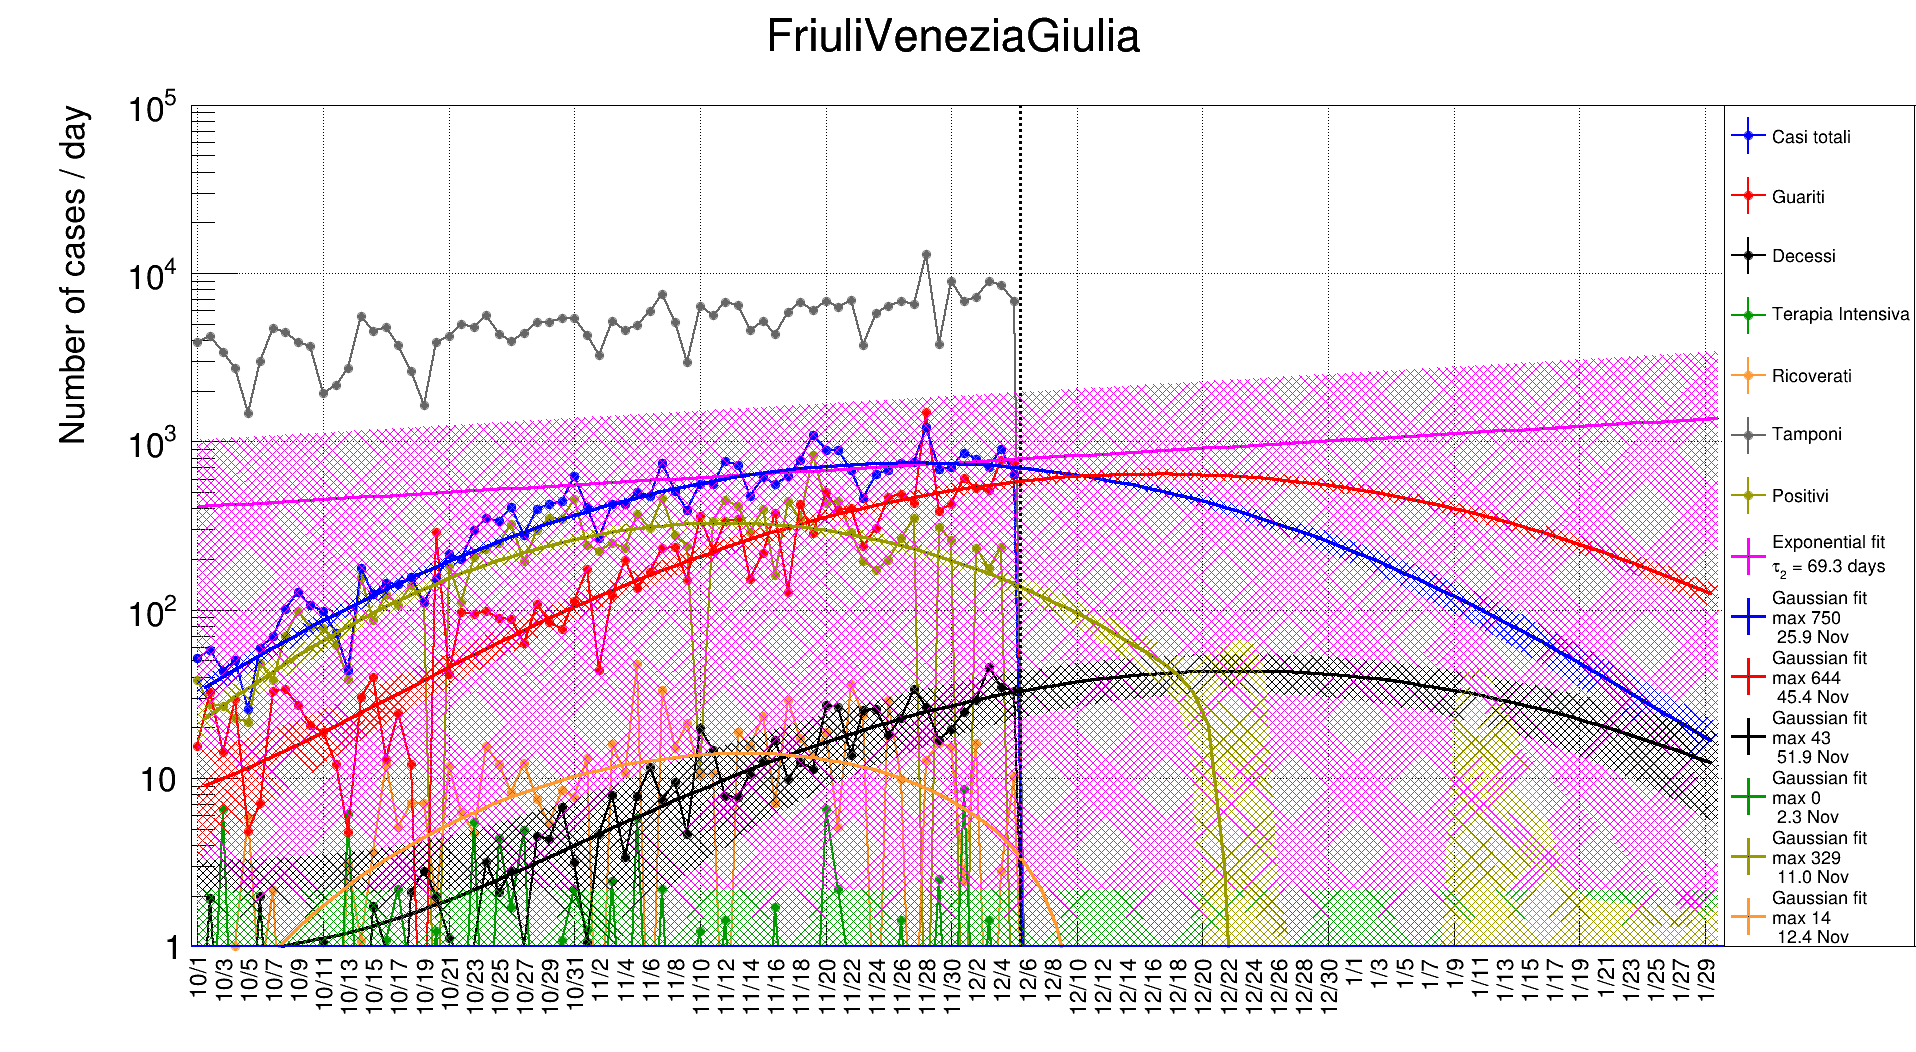 FriuliVeneziaGiulia
Number of cases / day
10⁵
10⁴
10³
10²
10
1
10/1
10/3
10/5
10/7
10/9
10/11
10/13
10/15
10/17
10/19
10/21
10/23
10/25
10/27
10/29
10/31
11/2
11/4
11/6
11/8
11/10
11/12
11/14
11/16
11/18
11/20
11/22
11/24
11/26
11/28
11/30
12/2
12/4
12/6
12/8
12/10
12/12
12/14
12/16
12/18
12/20
12/22
12/24
12/26
12/28
12/30
1/1
1/3
1/5
1/7
1/9
1/11
1/13
1/15
1/17
1/19
1/21
1/23
1/25
1/27
1/29
Casi totali
Guariti
Decessi
Terapia Intensiva
Ricoverati
Tamponi
Positivi
Exponential fit
τ₂ = 69.3 days
Gaussian fit
max 750
25.9 Nov
Gaussian fit
max 644
45.4 Nov
Gaussian fit
max 43
51.9 Nov
Gaussian fit
max 0
2.3 Nov
Gaussian fit
max 329
11.0 Nov
Gaussian fit
max 14
12.4 Nov